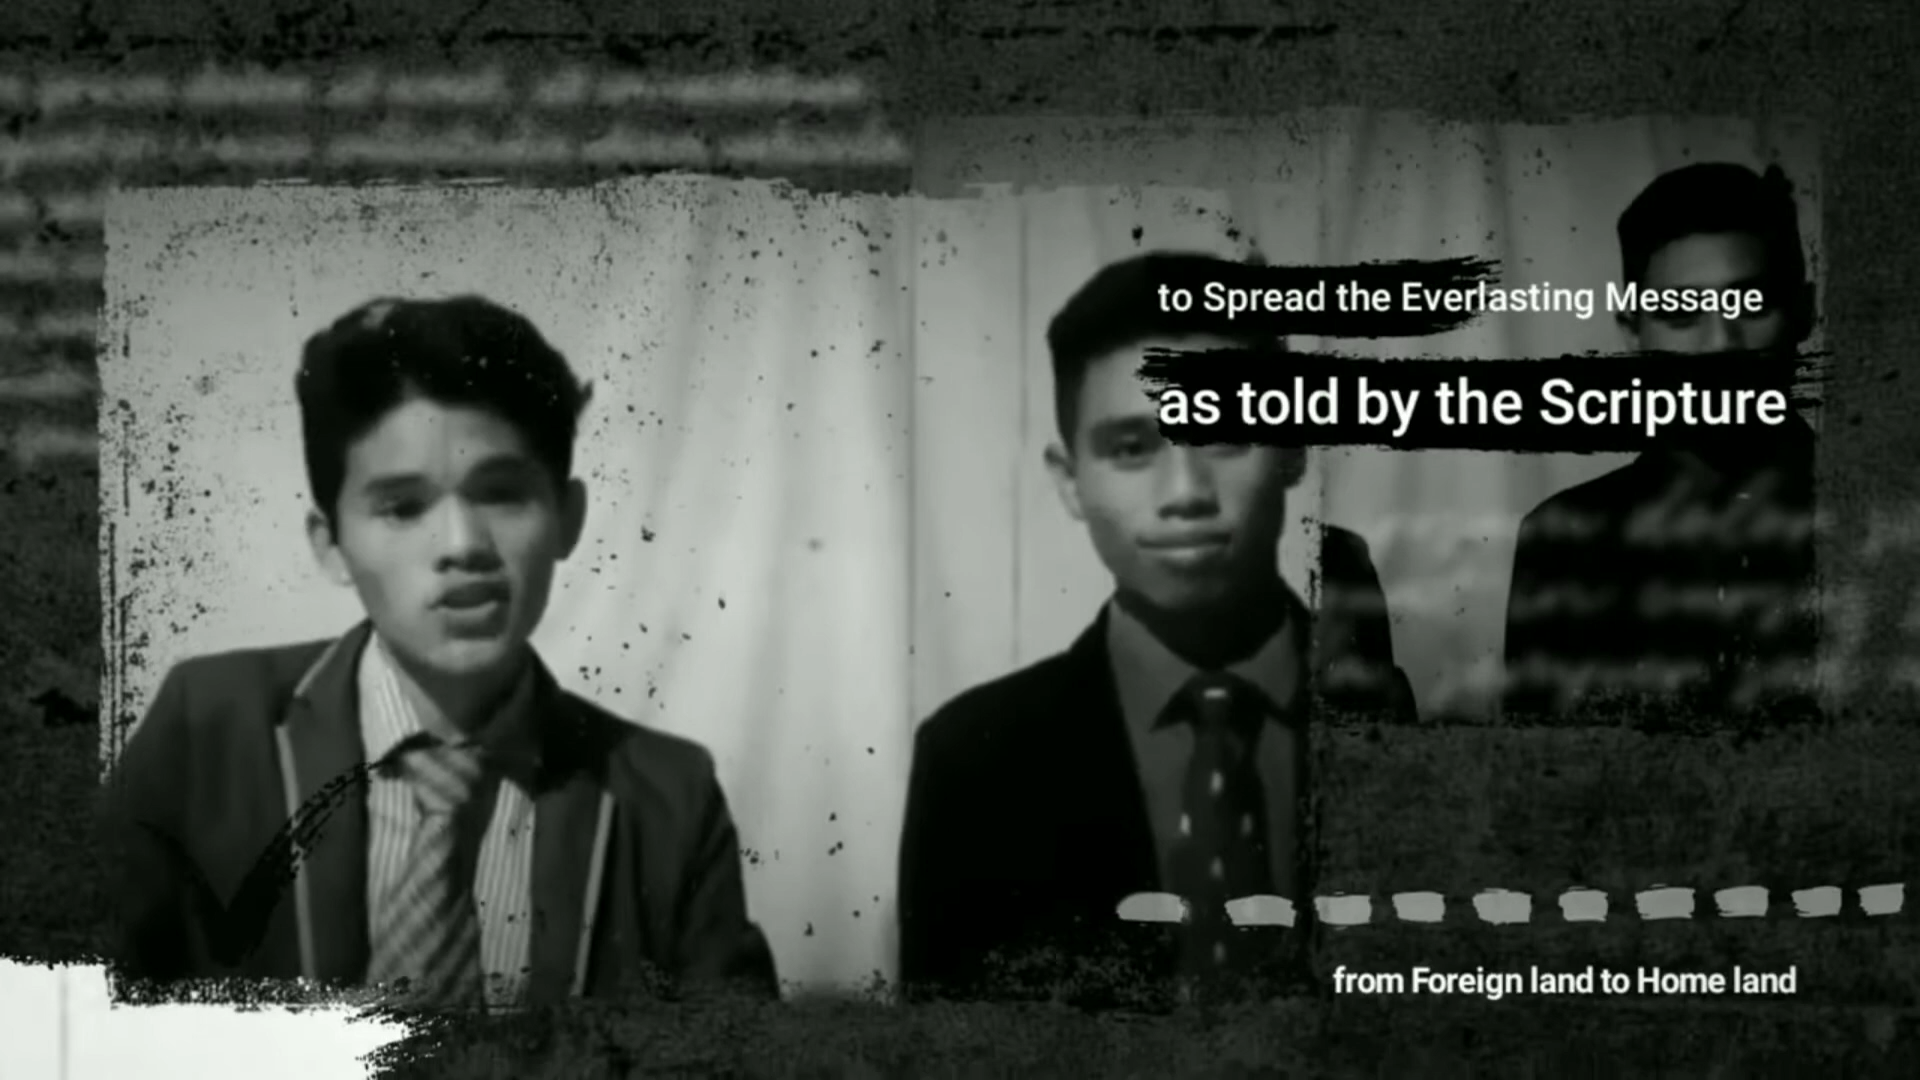 to Spread the Everlasting Message
as told by the Scripture
from Foreign land to Home land